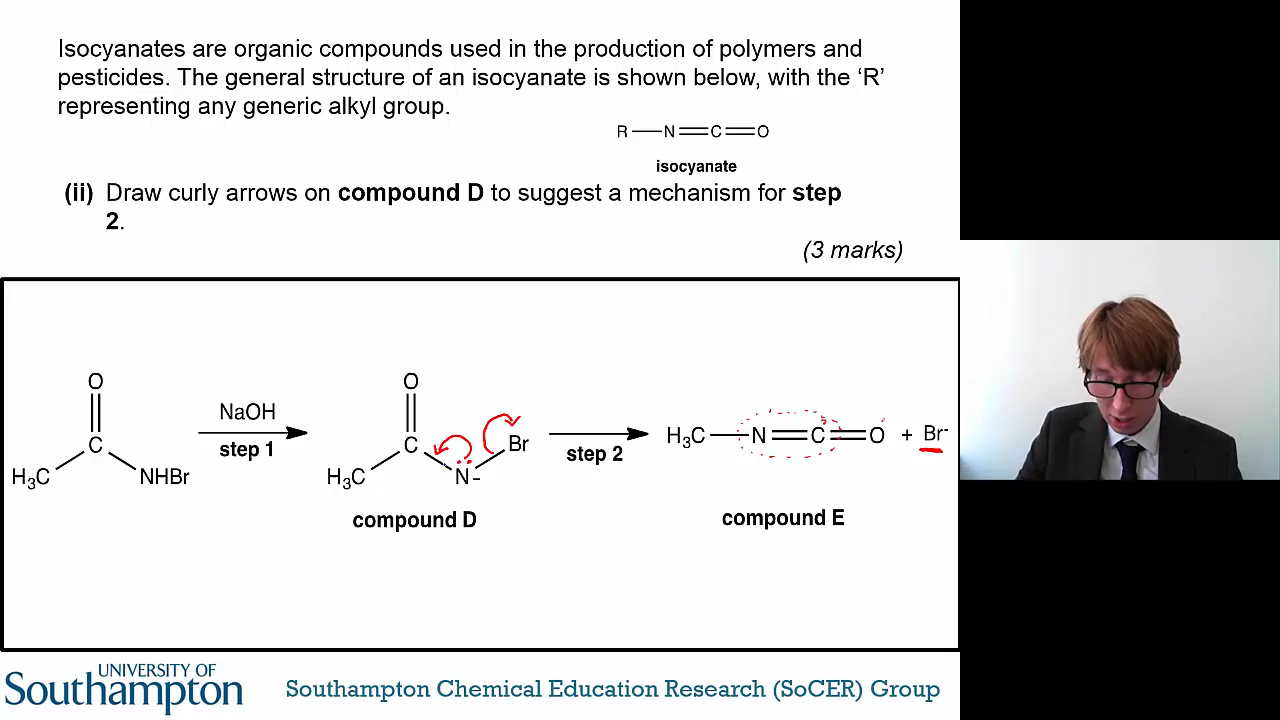 Isocyanates are organic compounds used in the production of polymers and
pesticides. The general structure of an isocyanate is shown below, with the ‘R’
representing any generic alkyl group.
R N C O
isocyanate
(ii) Draw curly arrows on compound D to suggest a mechanism for step
2.
(3 marks)
O
C
H₃C
NHBr
NaOH
step 1
O
C
H₃C
N-
Br
compound D
step 2
H₃C N C O + Br⁻
compound E
UNIVERSITY OF
Southampton
Southampton Chemical Education Research (SoCER) Group